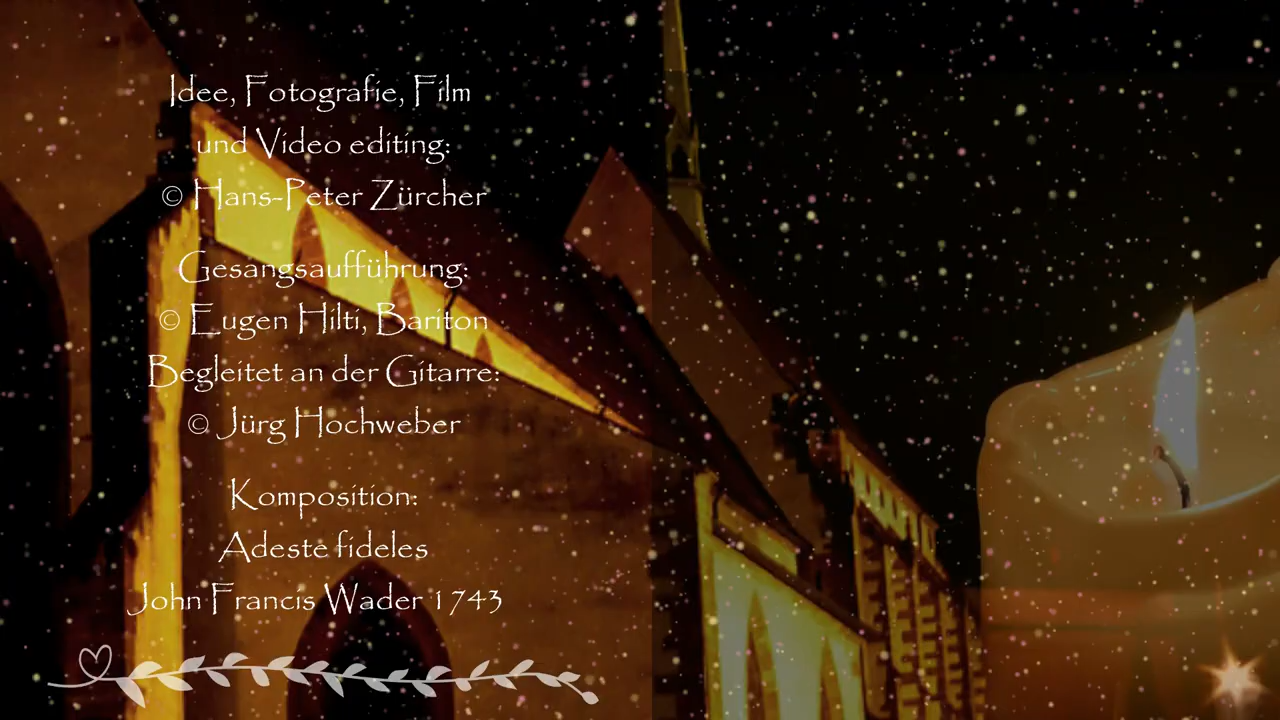 Idee, Fotografie, Film
und Video editing:
© Hans-Peter Zürcher
Gesangsaufführung:
© Eugen Hilti, Bariton
Begleitet an der Gitarre:
© Jürg Hochweber
Komposition:
Adeste fideles
John Francis Wader 1743